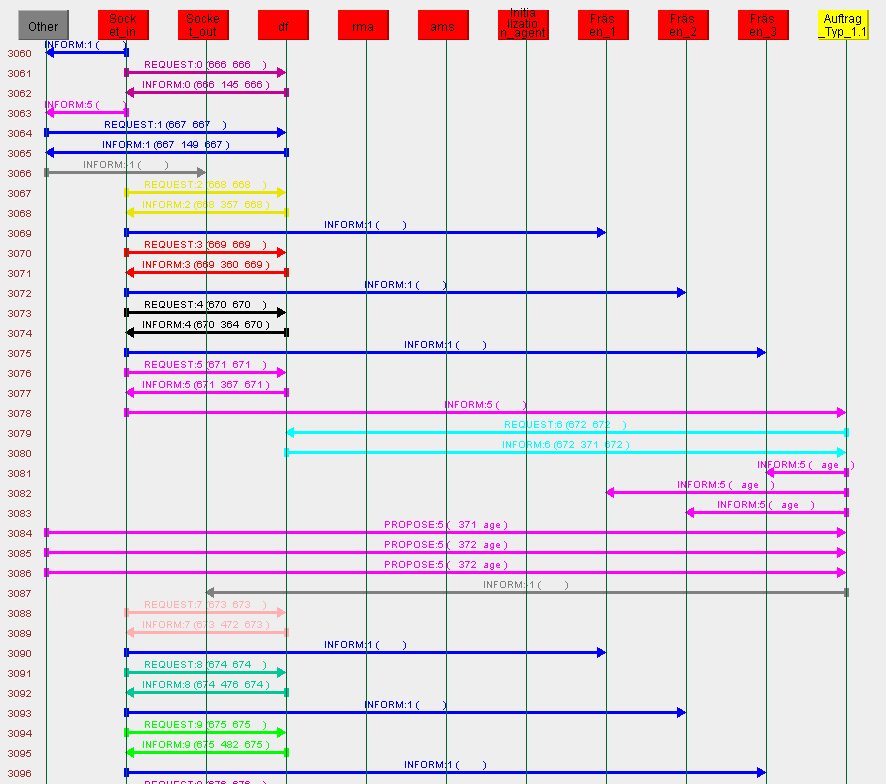 Other
Sock
et_in
Socke
t_out
df
rma
ams
Initia
lizatio
n_agent
Fräs
en_1
Fräs
en_2
Fräs
en_3
Auftrag
_Typ_1.1
3060 INFORM:1 ( )
3061 REQUEST:0 (666 666 )
3062 INFORM:0 (666 145 666 )
3063 INFORM:5 ( )
3064 REQUEST:1 (667 667 )
3065 INFORM:1 (667 149 667 )
3066 INFORM:-1 ( )
3067 REQUEST:2 (668 668 )
3068 INFORM:2 (668 357 668 )
3069 INFORM:1 ( )
3070 REQUEST:3 (669 669 )
3071 INFORM:3 (669 360 669 )
3072 INFORM:1 ( )
3073 REQUEST:4 (670 670 )
3074 INFORM:4 (670 364 670 )
3075 INFORM:1 ( )
3076 REQUEST:5 (671 671 )
3077 INFORM:5 (671 367 671 )
3078 INFORM:5 ( )
3079 REQUEST:6 (672 672 )
3080 INFORM:6 (672 371 672 )
3081 INFORM:5 ( age )
3082 INFORM:5 ( age )
3083 INFORM:5 ( age )
3084 PROPOSE:5 ( 371 age )
3085 PROPOSE:5 ( 372 age )
3086 PROPOSE:5 ( 372 age )
3087 INFORM:-1 ( )
3088 REQUEST:7 (673 673 )
3089 INFORM:7 (673 472 673 )
3090 INFORM:1 ( )
3091 REQUEST:8 (674 674 )
3092 INFORM:8 (674 476 674 )
3093 INFORM:1 ( )
3094 REQUEST:9 (675 675 )
3095 INFORM:9 (675 482 675 )
3096 INFORM:1 ( )